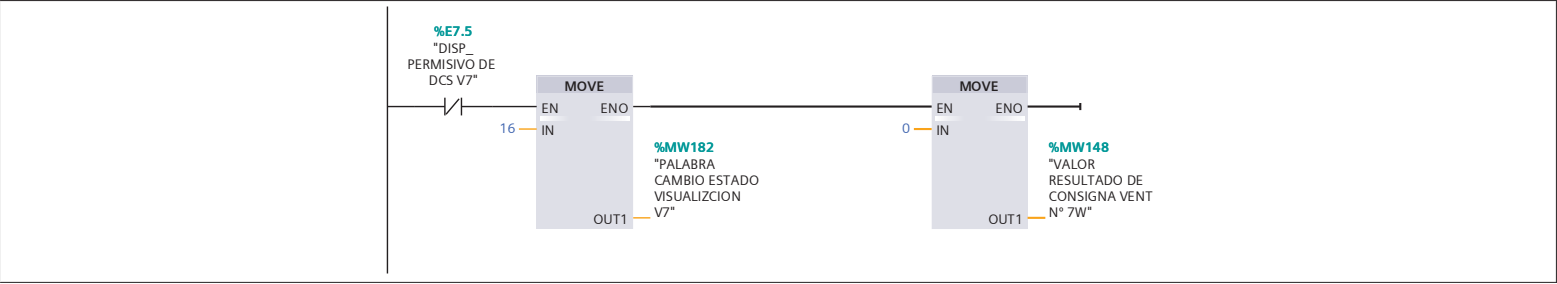 %E7.5
"DISP_
PERMISIVO DE
DCS V7"
MOVE
EN ENO
16 IN
%MW182
"PALABRA
CAMBIO ESTADO
VISUALIZCION
OUT1 V7"
MOVE
EN ENO
0 IN
%MW148
"VALOR
RESULTADO DE
CONSIGNA VENT
OUT1 N° 7W"